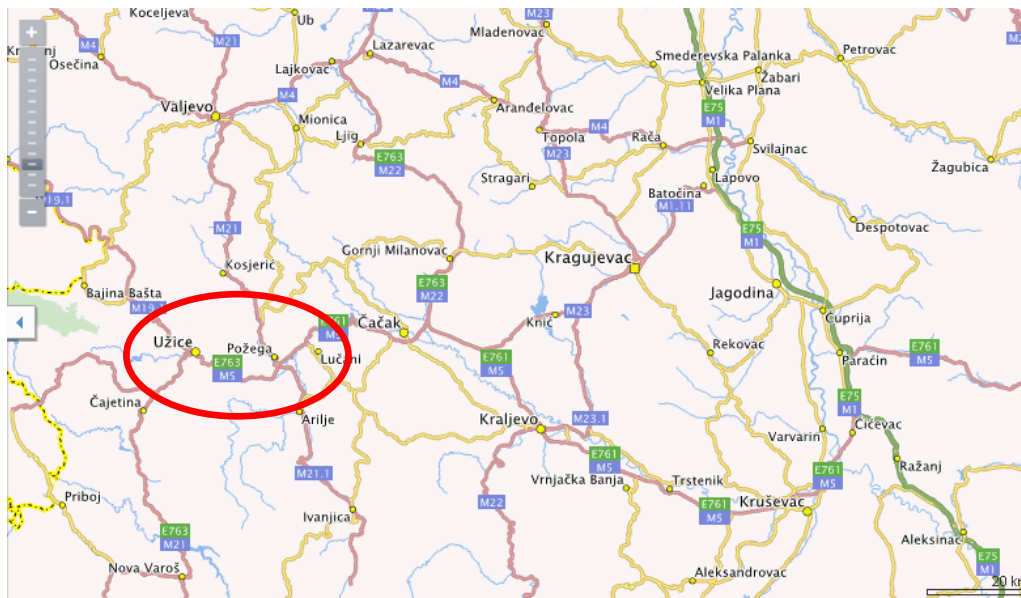 Koceljeva
Ub
M23
Mladenovac
M21
M4
Osečina
Lazarevac
Lajkovac
Smederevska Palanka
Petrovac
Žabari
Velika Plana
M4
Valjevo
M4
Mionica
Aranđelovac
E75
M1
Ljig
Topola
M4
Rača
Svilajnac
E763
M22
M23
Žagubica
Stragari
Lapovo
Batočina
M19.1
M1.11
Despotovac
M21
E75
M1
Gornji Milanovac
Kragujevac
Kosjerić
E763
M22
Jagodina
Bajina Bašta
M19.1
Knić
M23
Ćuprija
Čačak
Užice
Požega
Lučani
E763
M5
E761
M5
Rekovac
E761
M5
Paraćin
Čajetina
Arilje
E75
M1
Kraljevo
M23.1
Varvarin
Ćićevac
M21.1
E761
M5
E761
M5
Ražanj
Vrnjačka Banja
Trstenik
Priboj
M22
E761
M5
Kruševac
Ivanjica
E763
M21
Aleksinac
Nova Varoš
Aleksandrovac
E75
M1
20 km